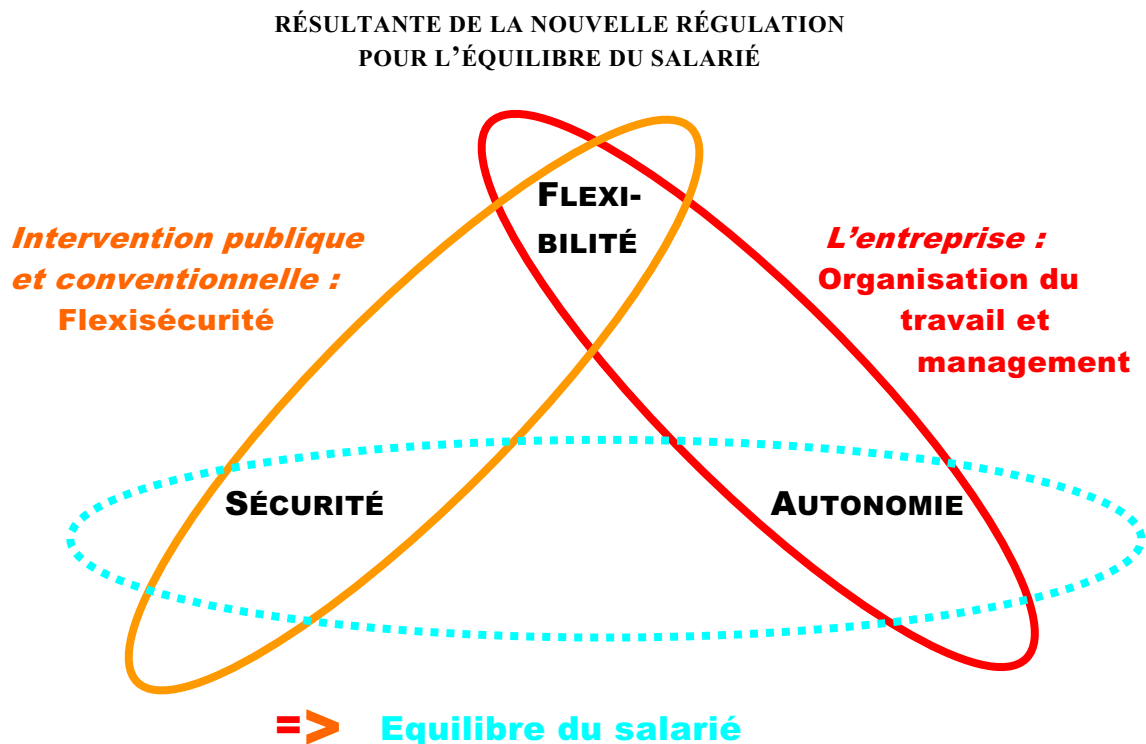 RÉSULTANTE DE LA NOUVELLE RÉGULATION
POUR L’ÉQUILIBRE DU SALARIÉ
FLEXI-
BILITÉ
Intervention publique
et conventionnelle :
Flexisécurité
L’entreprise :
Organisation du
travail et
management
SÉCURITÉ
AUTONOMIE
=> Equilibre du salarié